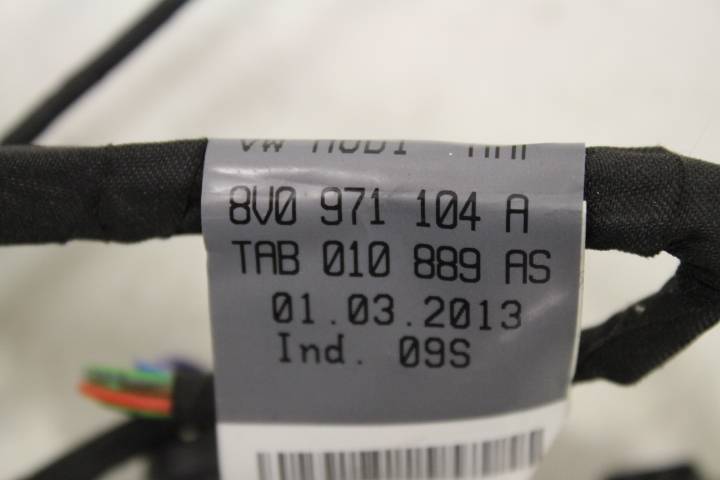 VW AUDI
8V0 971 104 A
TAB 010 889 AS
01.03.2013
Ind. 09S